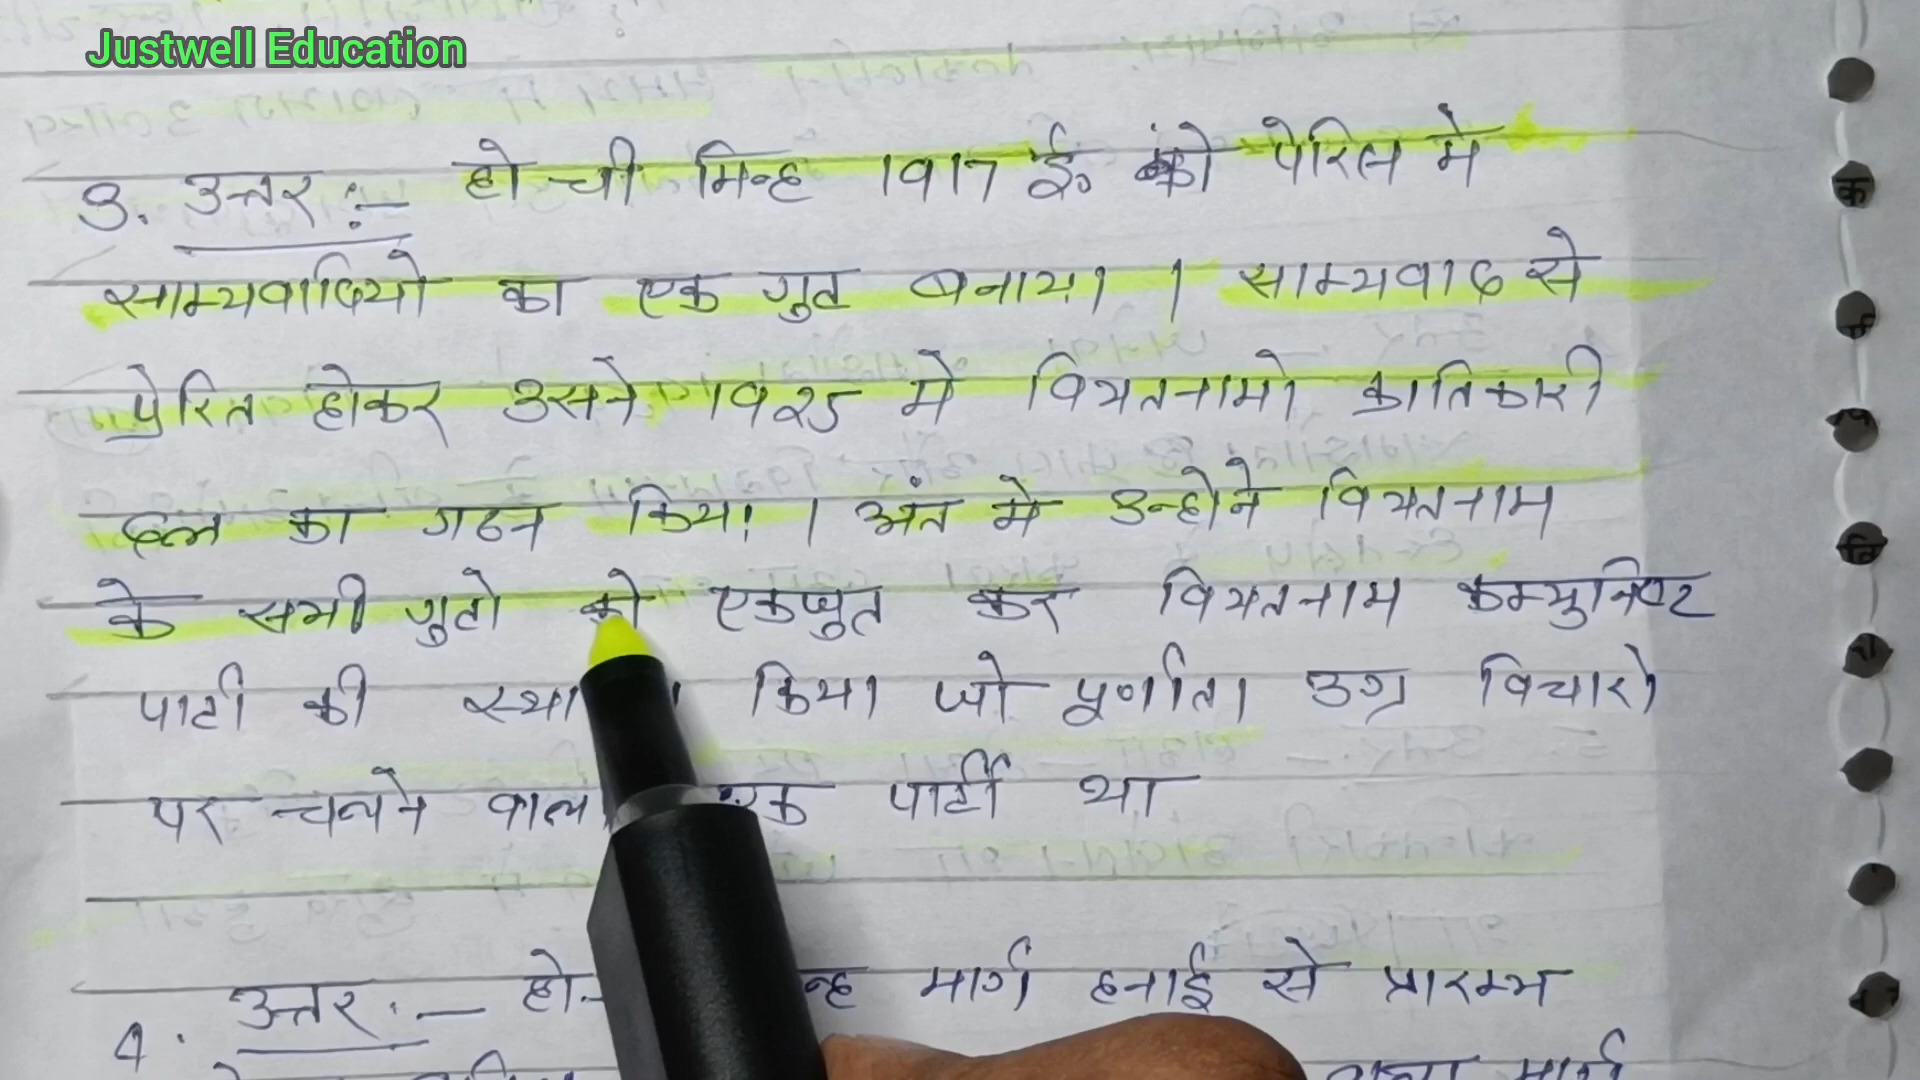 Justwell Education
3. उत्तर :- हो ची मिन्ह 1917 ई० को पेरिस मे
साम्यवादियो का एक गुट बनाया । साम्यवाद से
प्रेरित होकर उसने 1925 मे वियतनामी क्रातिकारी
दल का गठन किया । अंत मे उन्होने वियतनाम
के सभी गुटो को एकजुट कर वियतनाम कम्युनिष्ट
पार्टी की किया जो पूर्णतः उग्र विचारो
पर चलने एक पार्टी था
4. उत्तर :- मार्ग हनोई से प्रारम्भ
मार्ग